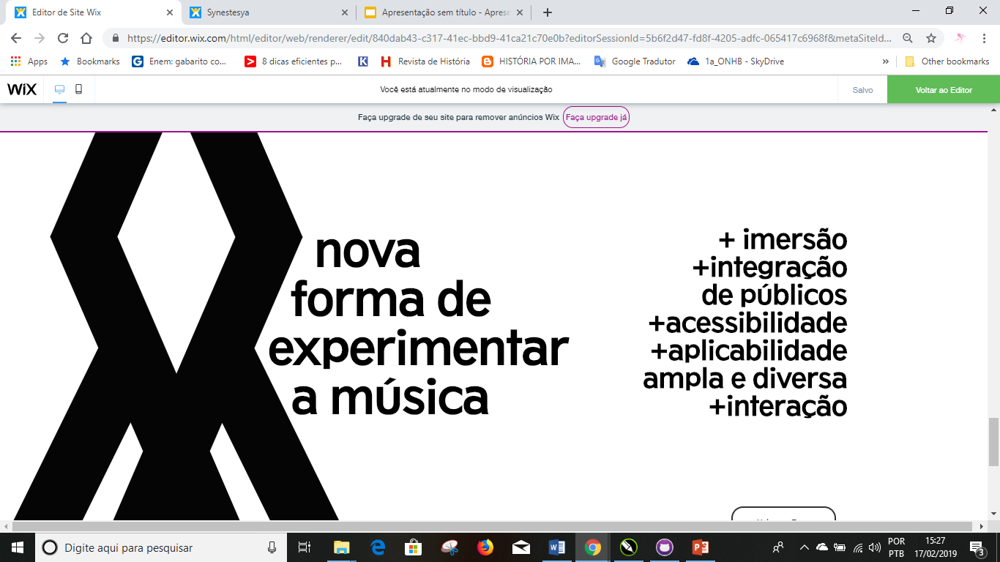 Editor de Site Wix
Synestesya
Apresentação sem título - Aprese
https://editor.wix.com/html/editor/web/renderer/edit/840dab43-c317-41ec-bbd9-41ca21c70e0b?editorSessionId=5b6f2d47-fd8f-4205-adfc-065417c6968f&metaSiteId...
Apps
Bookmarks
Enem: gabarito co...
8 dicas eficientes p...
Revista de História
HISTÓRIA POR IMA...
Google Tradutor
1a_ONHB - SkyDrive
»
Other bookmarks
WiX
Você está atualmente no modo de visualização
Salvo
Voltar ao Editor
Faça upgrade de seu site para remover anúncios Wix
Faça upgrade já
nova
forma de
experimentar
a música
+ imersão
+integração
de públicos
+acessibilidade
+aplicabilidade
ampla e diversa
+interação
Digite aqui para pesquisar
POR
PTB
15:27
17/02/2019
3